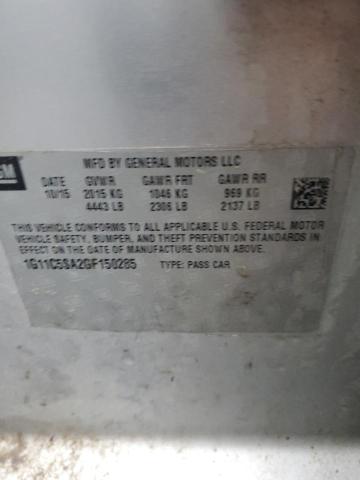 GM
MFD BY GENERAL MOTORS LLC
DATE GVWR GAWR FRT GAWR RR
10/15 2015 KG 1046 KG 969 KG
4443 LB 2306 LB 2137 LB
THIS VEHICLE CONFORMS TO ALL APPLICABLE U.S. FEDERAL MOTOR
VEHICLE SAFETY, BUMPER, AND THEFT PREVENTION STANDARDS IN
EFFECT ON THE DATE OF MANUFACTURE SHOWN ABOVE.
1G11C5SA2GF150285 TYPE: PASS CAR